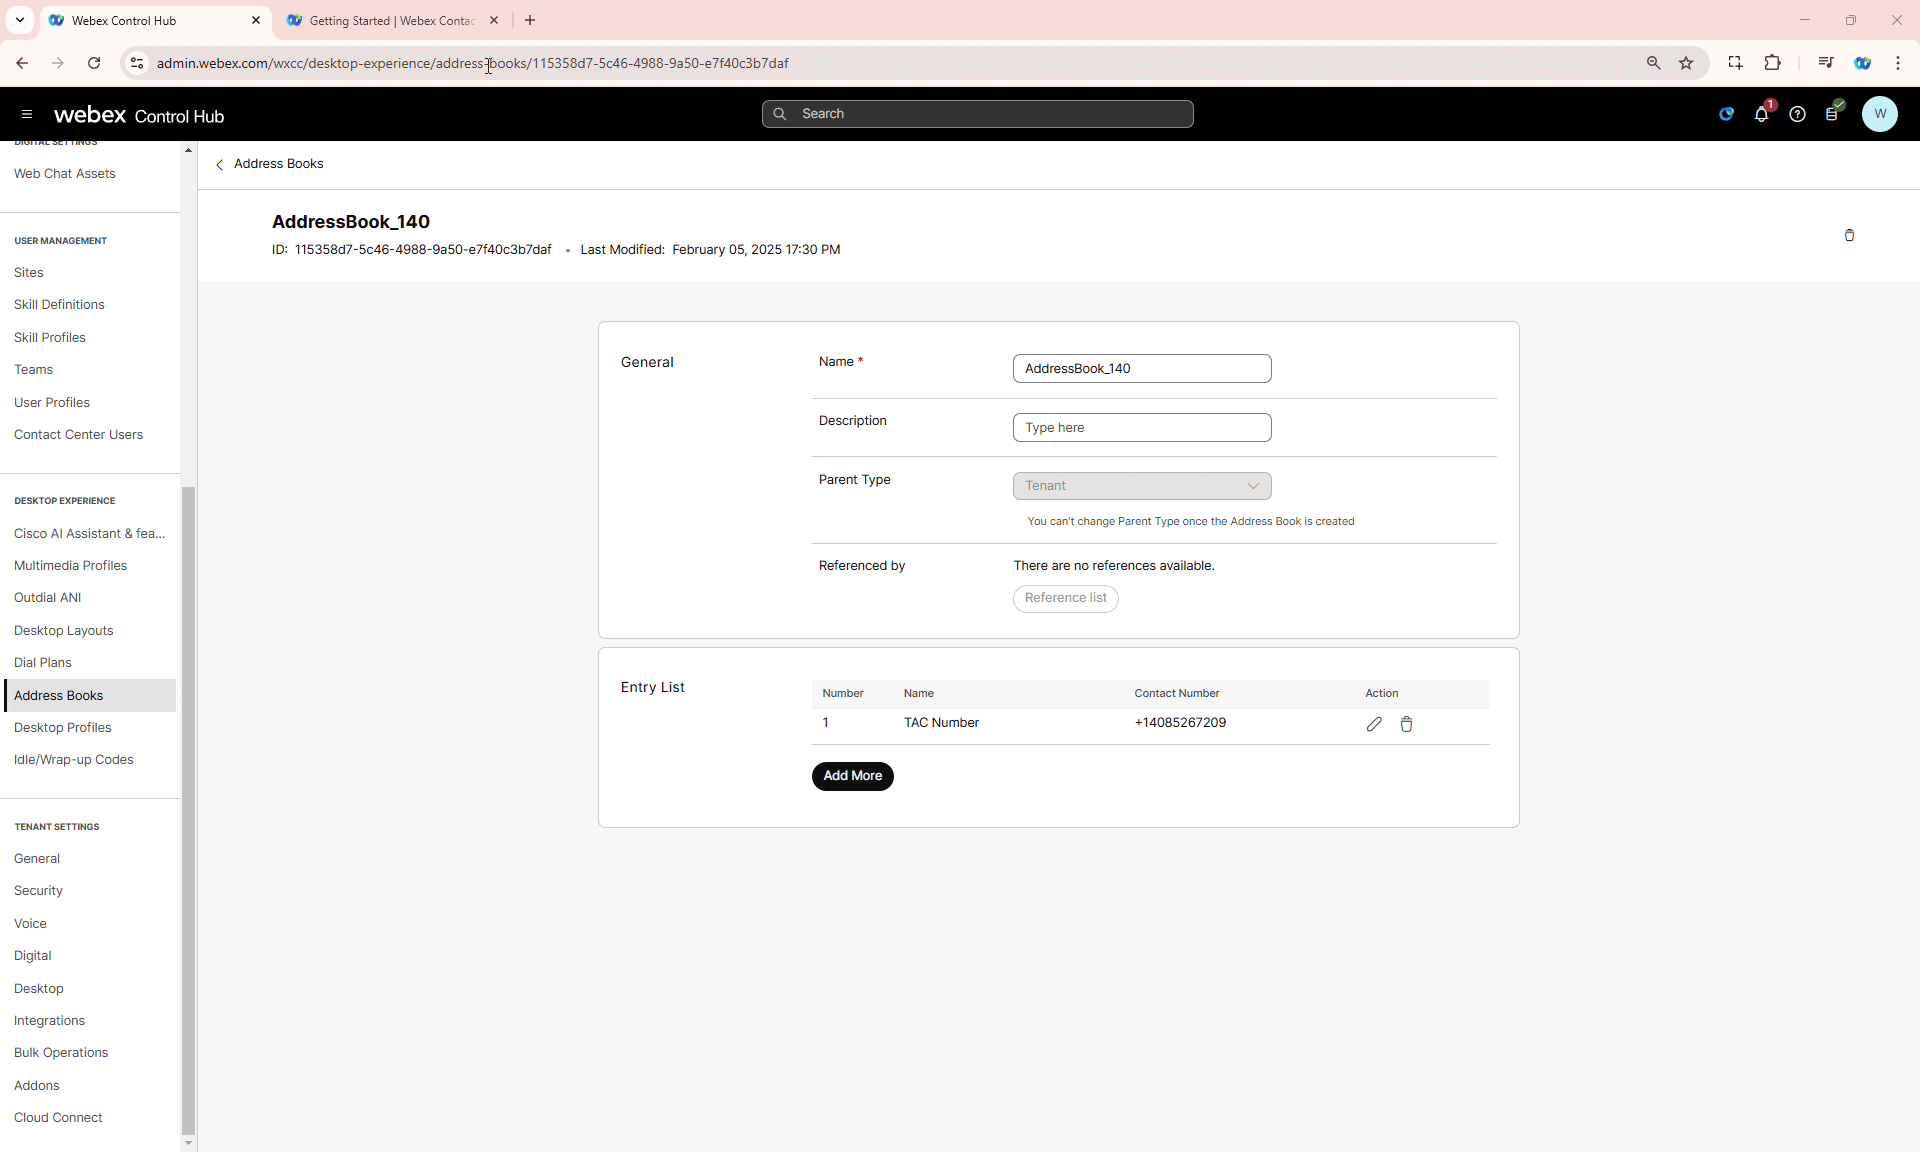 Webex Control Hub
Getting Started | Webex Contac
admin.webex.com/wxcc/desktop-experience/address-books/115358d7-5c46-4988-9a50-e7f40c3b7daf
webex Control Hub
Search
1
W
DIGITAL SETTINGS
Web Chat Assets
USER MANAGEMENT
Sites
Skill Definitions
Skill Profiles
Teams
User Profiles
Contact Center Users
DESKTOP EXPERIENCE
Cisco AI Assistant & fea...
Multimedia Profiles
Outdial ANI
Desktop Layouts
Dial Plans
Address Books
Desktop Profiles
Idle/Wrap-up Codes
TENANT SETTINGS
General
Security
Voice
Digital
Desktop
Integrations
Bulk Operations
Addons
Cloud Connect
Address Books
AddressBook_140
ID: 115358d7-5c46-4988-9a50-e7f40c3b7daf • Last Modified: February 05, 2025 17:30 PM
General
Name *
AddressBook_140
Description
Type here
Parent Type
Tenant
You can't change Parent Type once the Address Book is created
Referenced by
There are no references available.
Reference list
Entry List
Number Name Contact Number Action
1 TAC Number +14085267209
Add More